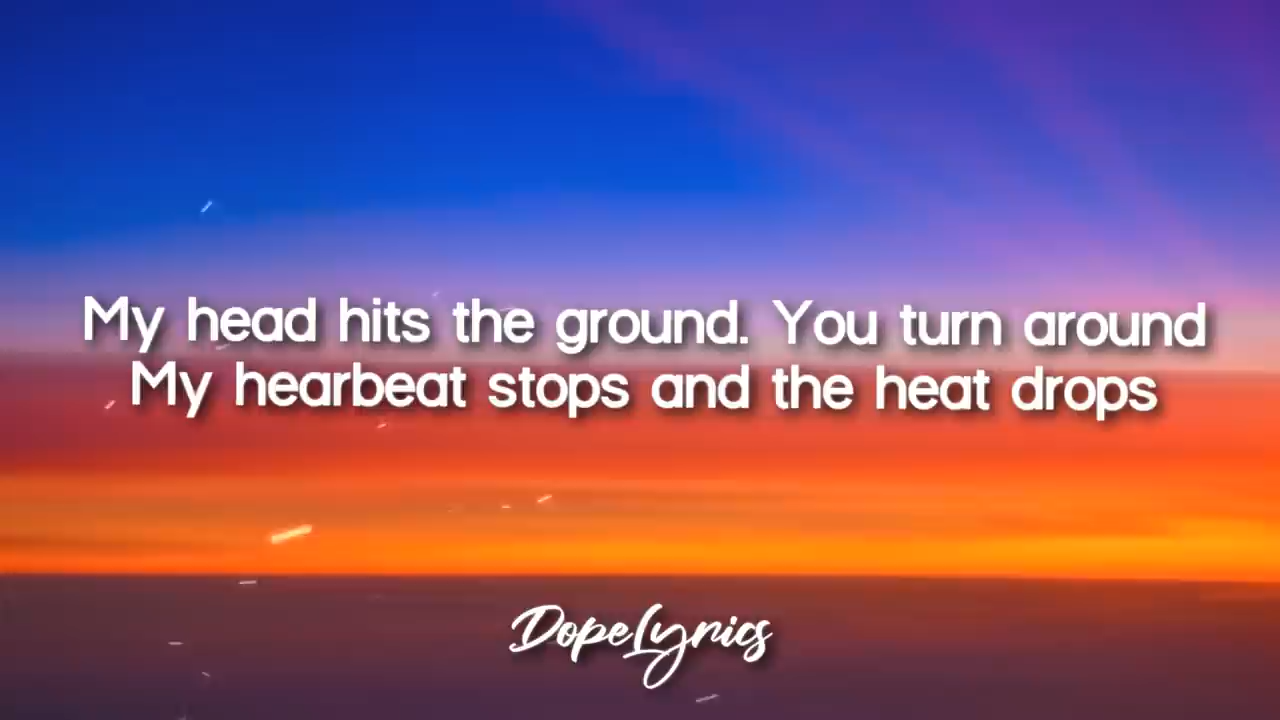 My head hits the ground. You turn around
My hearbeat stops and the heat drops
DopeLyrics